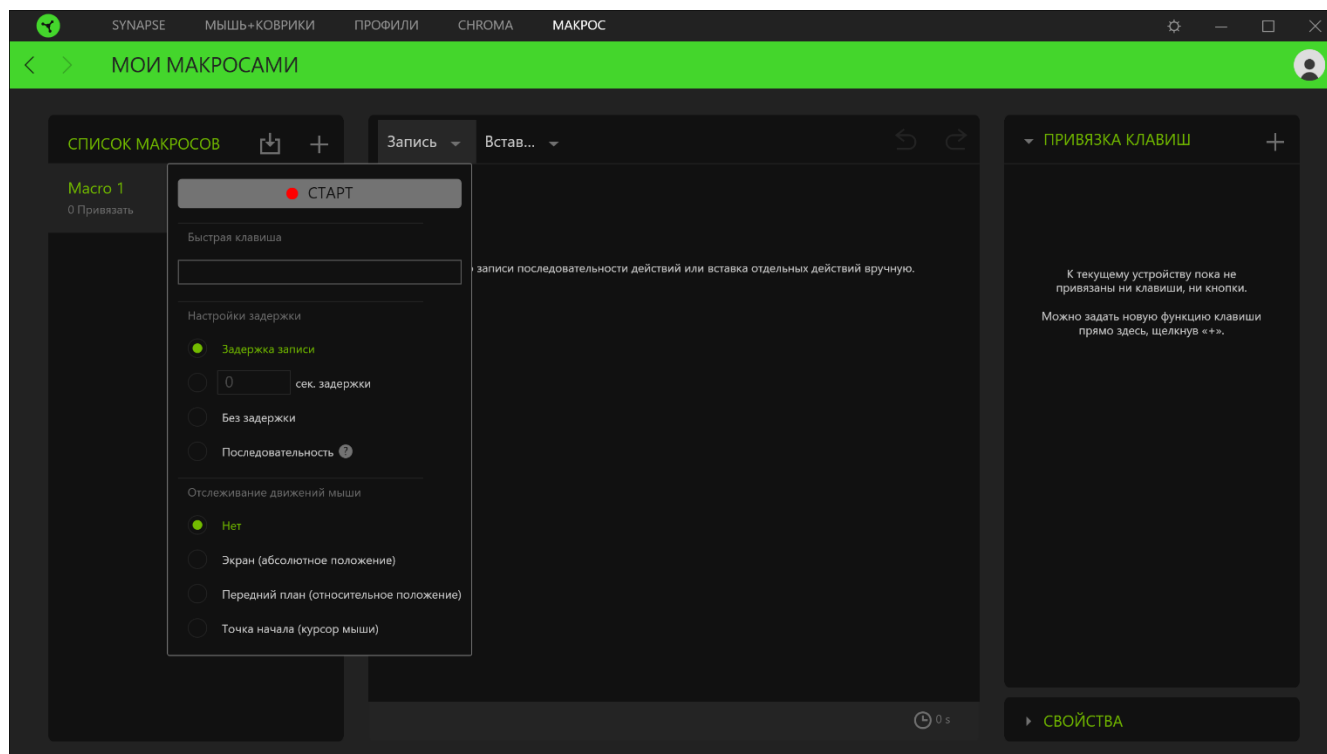 SYNAPSE МЫШЬ+КОВРИКИ ПРОФИЛИ CHROMA МАКРОС
МОИ МАКРОСАМИ
СПИСОК МАКРОСОВ
Macro 1
0 Привязать
Запись Встав...
СТАРТ
Быстрая клавиша
Настройки задержки
Задержка записи
0 сек. задержки
Без задержки
Последовательность ?
Отслеживание движений мыши
Нет
Экран (абсолютное положение)
Передний план (относительное положение)
Точка начала (курсор мыши)
записи последовательности действий или вставка отдельных действий вручную.
0 s
ПРИВЯЗКА КЛАВИШ
К текущему устройству пока не
привязаны ни клавиши, ни кнопки.
Можно задать новую функцию клавиши
прямо здесь, щелкнув «+».
СВОЙСТВА